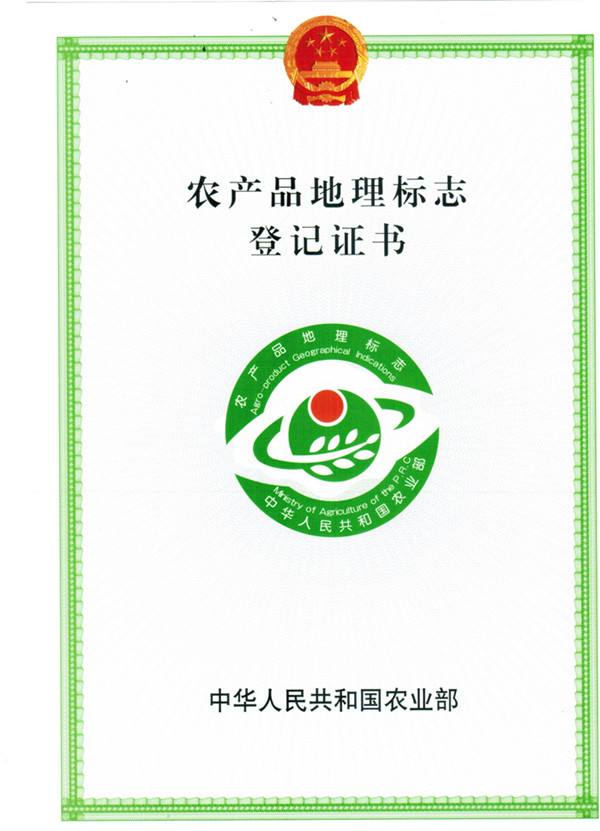 农产品地理标志
登记证书
农产品地理标志
Agro-product Geographical Indications
Ministry of Agriculture of the P.R.C
中华人民共和国农业部
中华人民共和国农业部